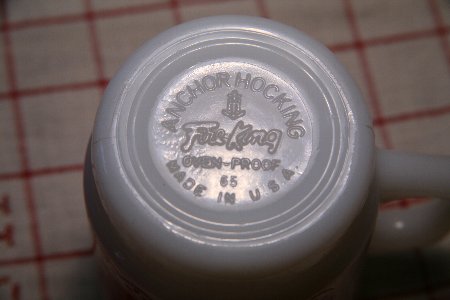 ANCHOR HOCKING
Fire-King
OVEN-PROOF
65
MADE IN U.S.A.